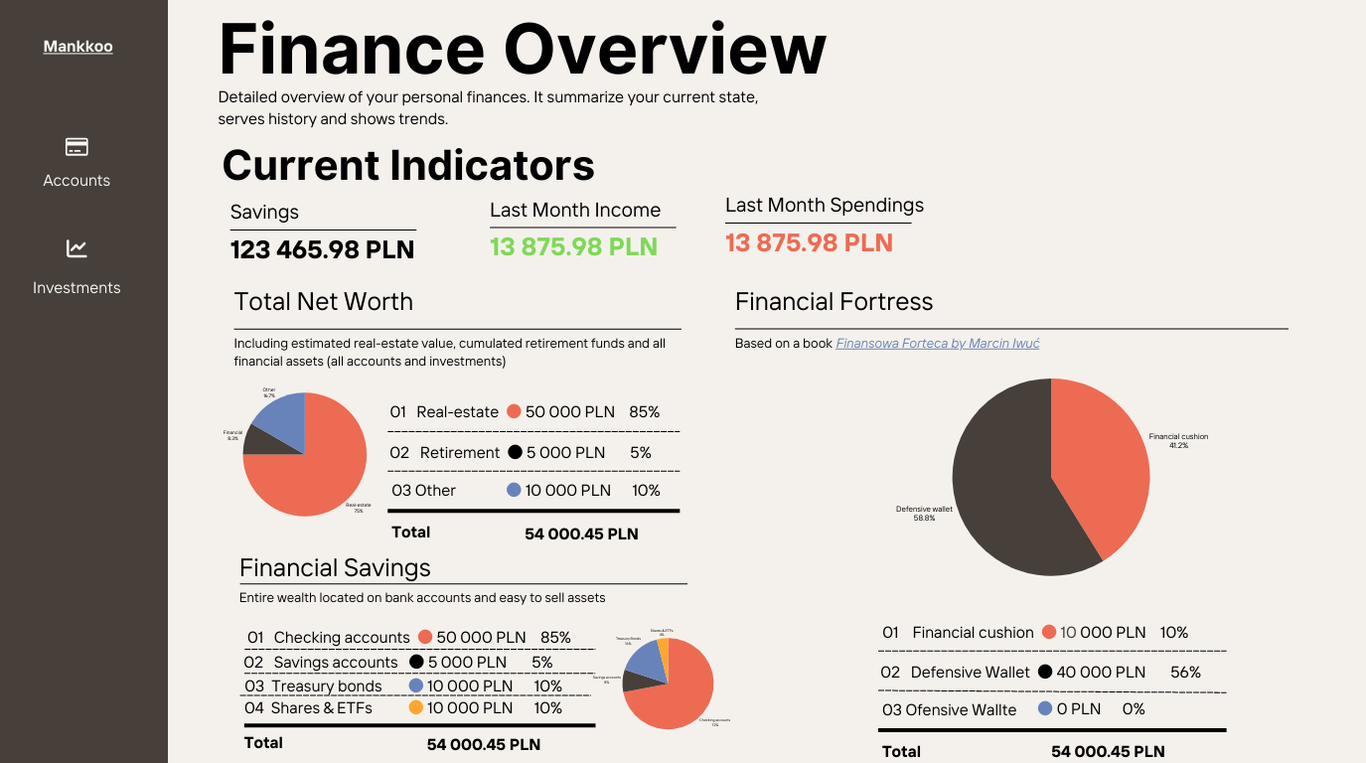 Mankkoo
Accounts
Investments
Finance Overview
Detailed overview of your personal finances. It summarize your current state,
serves history and shows trends.
Current Indicators
Savings
123 465.98 PLN
Last Month Income
13 875.98 PLN
Last Month Spendings
13 875.98 PLN
Total Net Worth
Including estimated real-estate value, cumulated retirement funds and all
financial assets (all accounts and investments)
Other
16.7%
Financial
8.3%
Real-estate
75%
01 Real-estate 50 000 PLN 85%
02 Retirement 5 000 PLN 5%
03 Other 10 000 PLN 10%
Total 54 000.45 PLN
Financial Savings
Entire wealth located on bank accounts and easy to sell assets
01 Checking accounts 50 000 PLN 85%
02 Savings accounts 5 000 PLN 5%
03 Treasury bonds 10 000 PLN 10%
04 Shares & ETFs 10 000 PLN 10%
Total 54 000.45 PLN
Shares & ETFs
Treasury Bonds
Savings accounts
Checking accounts
Financial Fortress
Based on a book Finansowa Forteca by Marcin Iwuć
Financial cushion
41.2%
Defensive wallet
58.8%
01 Financial cushion 10 000 PLN 10%
02 Defensive Wallet 40 000 PLN 56%
03 Ofensive Wallte 0 PLN 0%
Total 54 000.45 PLN